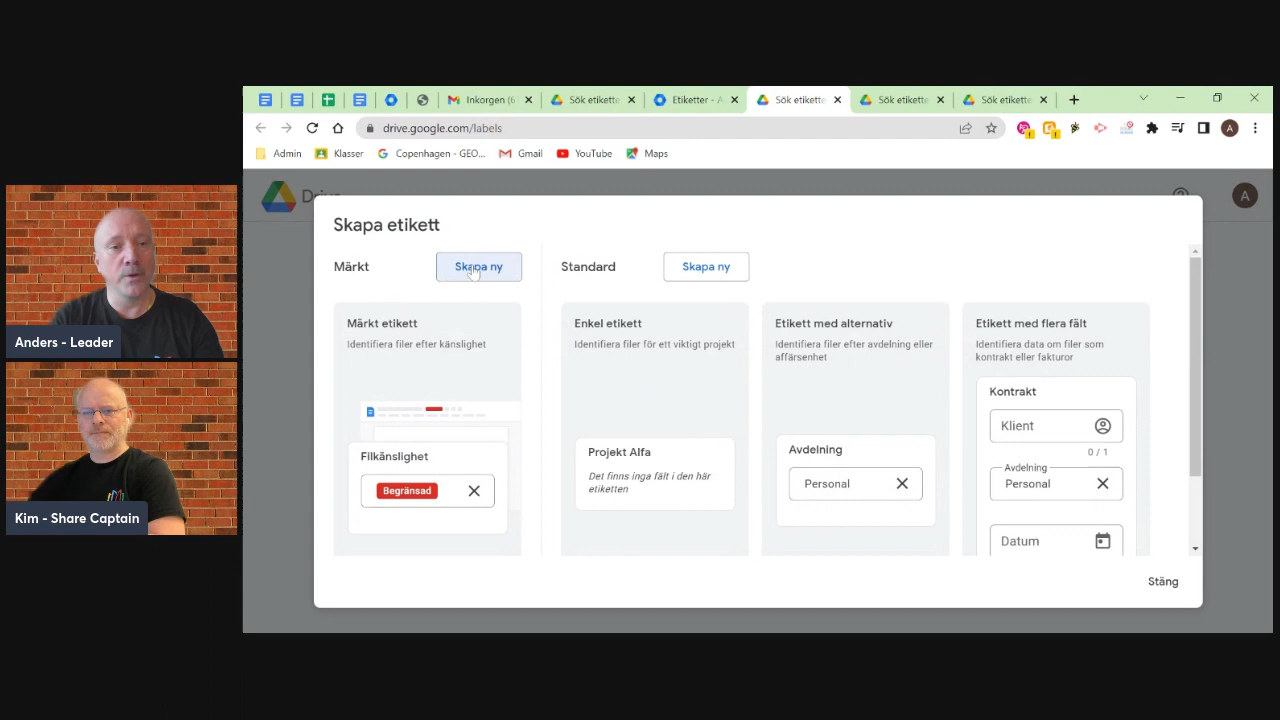 Inkorgen (6
Sök etikette
Etiketter - A
Sök etikette
Sök etikette
Sök etikette
drive.google.com/labels
A
Admin
Klasser
Copenhagen - GEO...
Gmail
YouTube
Maps
A
Skapa etikett
Märkt
Skapa ny
Standard
Skapa ny
Märkt etikett
Identifiera filer efter känslighet
Filkänslighet
Begränsad
Enkel etikett
Identifiera filer för ett viktigt projekt
Projekt Alfa
Det finns inga fält i den här
etiketten
Etikett med alternativ
Identifiera filer efter avdelning eller
affärsenhet
Avdelning
Personal
Etikett med flera fält
Identifiera data om filer som
kontrakt eller fakturor
Kontrakt
Klient
0 / 1
Avdelning
Personal
Datum
Stäng
Anders - Leader
Kim - Share Captain